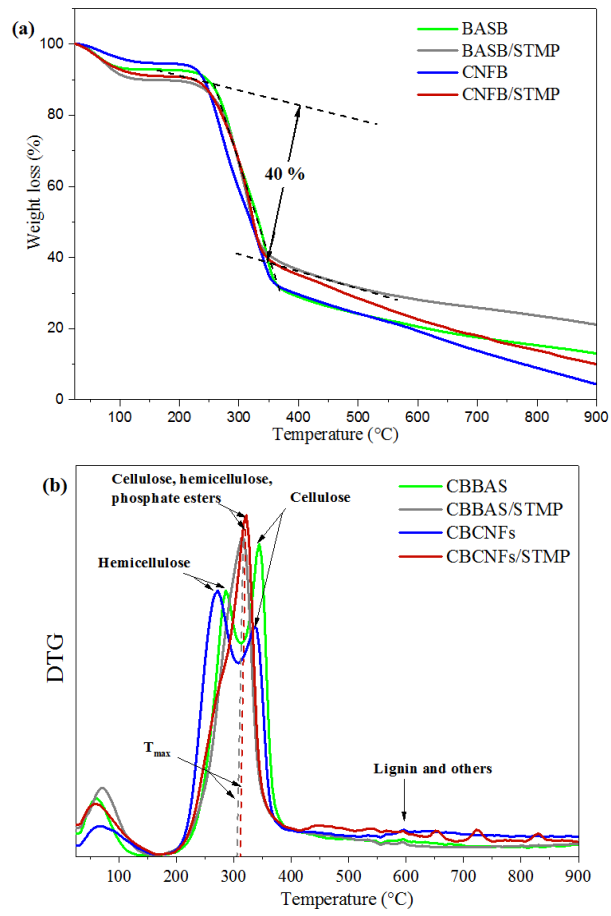 (a)
BASB
BASB/STMP
CNFB
CNFB/STMP
100
80
60
40
20
0
40 %
Weight loss (%)
100 200 300 400 500 600 700 800 900
Temperature (°C)
(b)
Cellulose, hemicellulose,
phosphate esters
Cellulose
CBBAS
CBBAS/STMP
CBCNFs
CBCNFs/STMP
Hemicellulose
DTG
Tmax
Lignin and others
100 200 300 400 500 600 700 800 900
Temperature (°C)